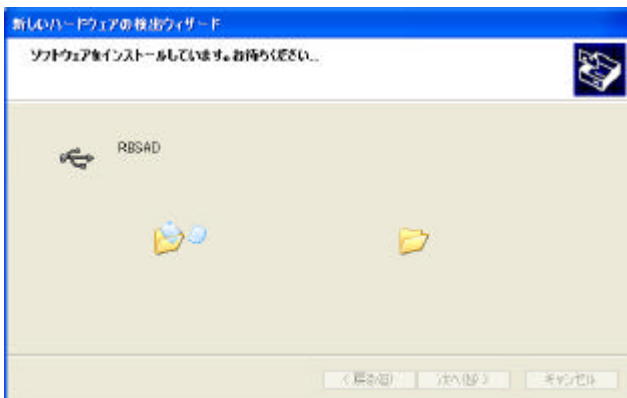 新しいハードウェアの検出ウィザード
ソフトウェアをインストールしています。お待ちください...
RBSAD
< 戻る(B)
次へ(N) >
キャンセル